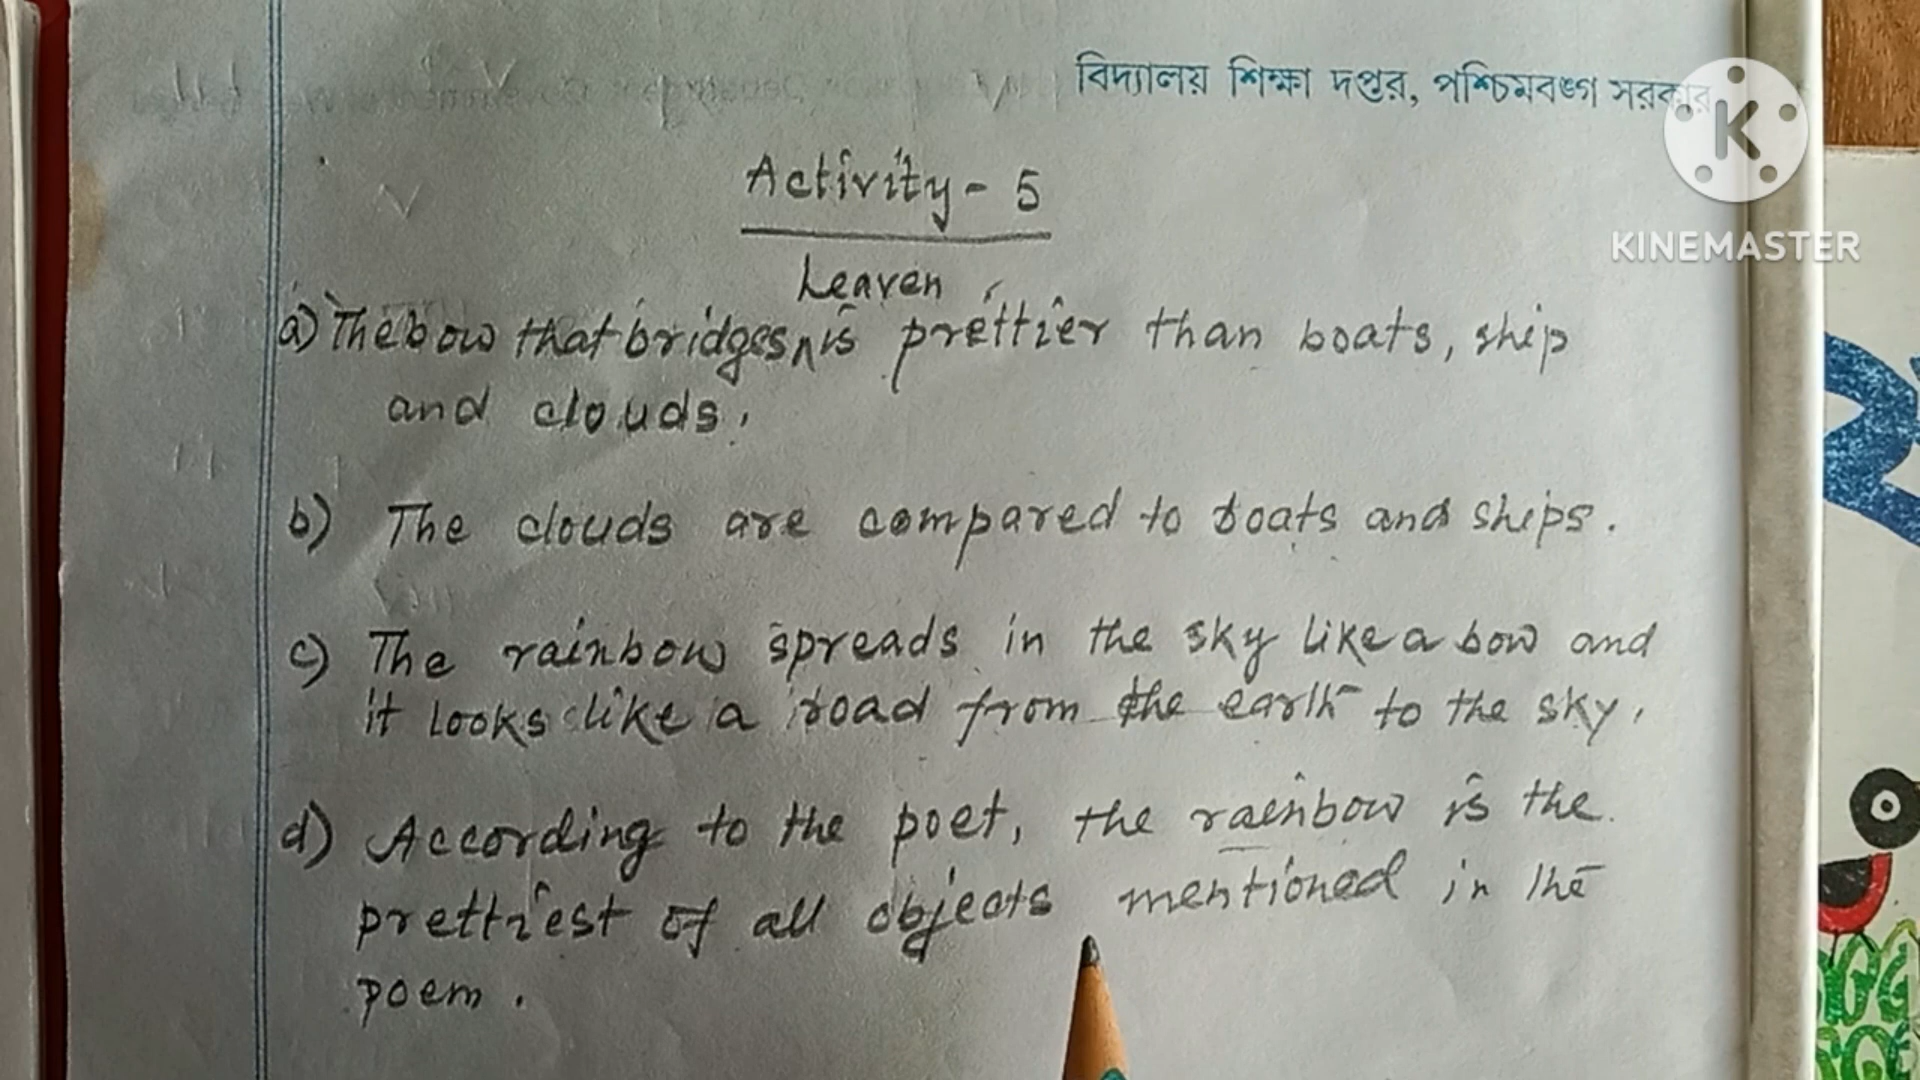 বিদ্যালয় শিক্ষা দপ্তর, পশ্চিমবঙ্গ সরকার
K
KINEMASTER
Activity - 5
heaven
a) The bow that bridges ^ is prettier than boats, ship
and clouds.
b) The clouds are compared to boats and ships.
c) The rainbow spreads in the sky like a bow and
it looks like a road from the earth to the sky.
d) According to the poet, the rainbow is the
prettiest of all objects mentioned in the
poem.